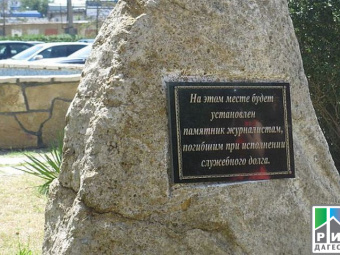 На этом месте будет
установлен
памятник журналистам,
погибшим при исполнении
служебного долга.
РИ
ДАГЕС